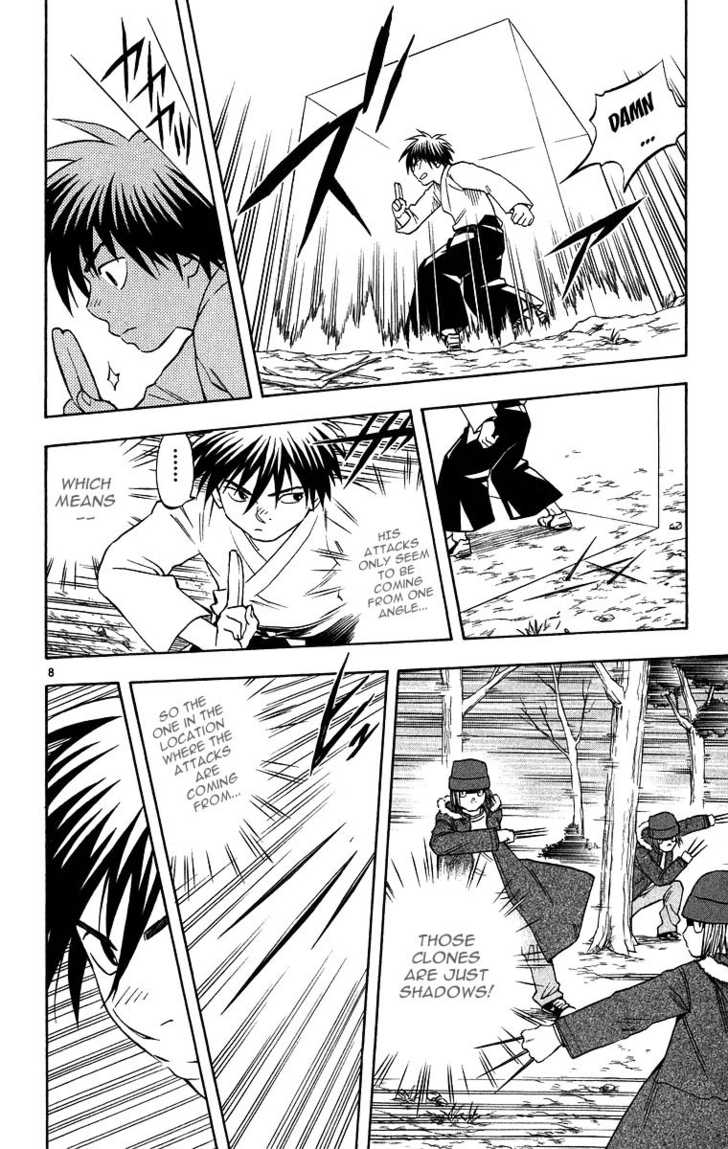 DAMN
...
ズ
HIS
ATTACKS
ONLY SEEM
TO BE
COMING
FROM ONE
ANGLE...
........
WHICH
MEANS
--
8
THOSE
CLONES
ARE JUST
SHADOWS!
SO THE
ONE IN THE
LOCATION
WHERE THE
ATTACKS
ARE
COMING
FROM...